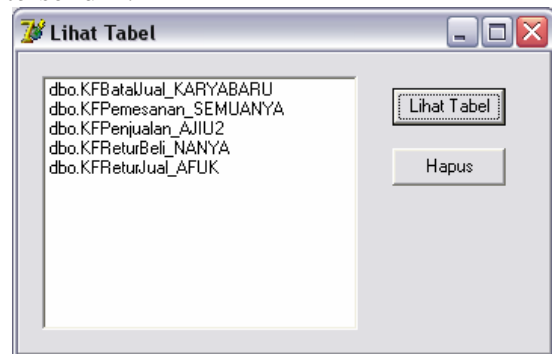 Lihat Tabel
dbo.KFBatalJual_KARYABARU
dbo.KFPemesanan_SEMUANYA
dbo.KFPenjualan_AJIU2
dbo.KFReturBeli_NANYA
dbo.KFReturJual_AFUK
Lihat Tabel
Hapus